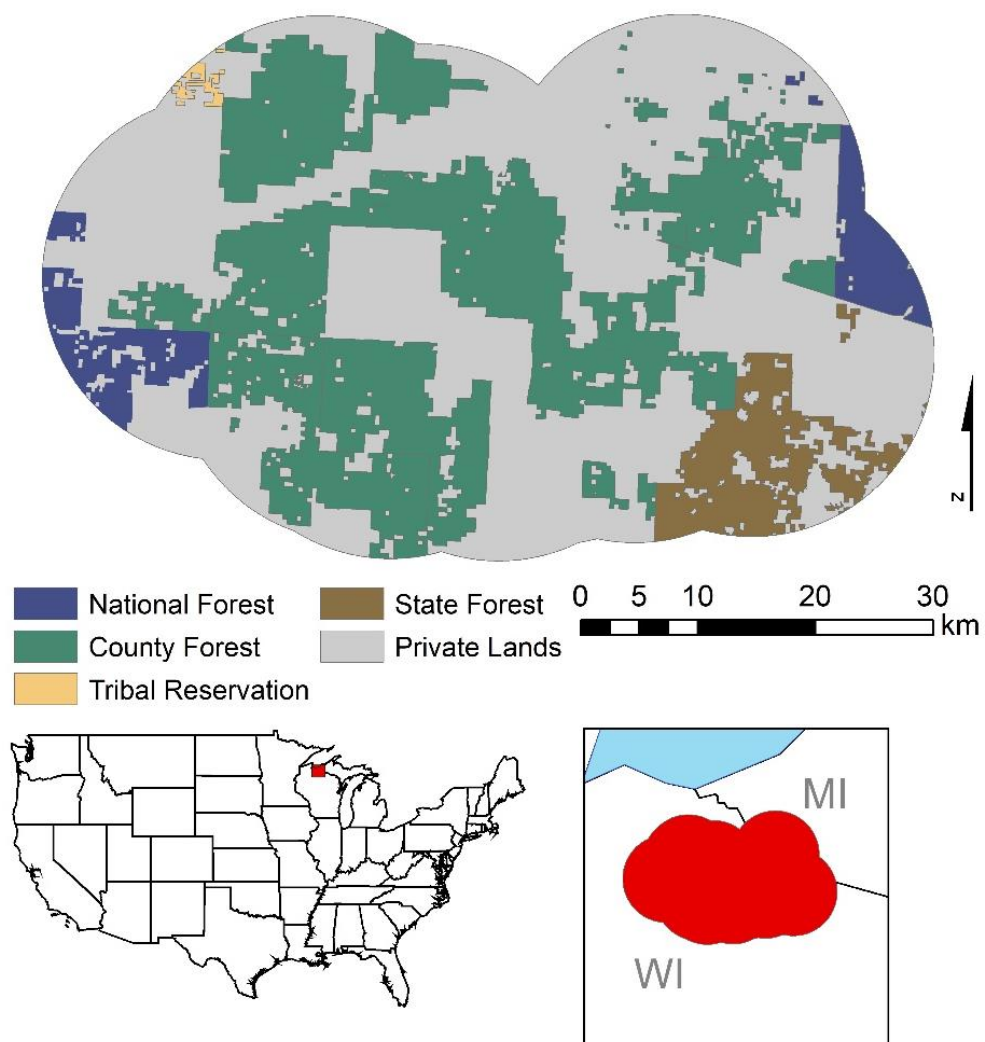 N
National Forest
State Forest
County Forest
Private Lands
Tribal Reservation
0 5 10 20 30
km
MI
WI